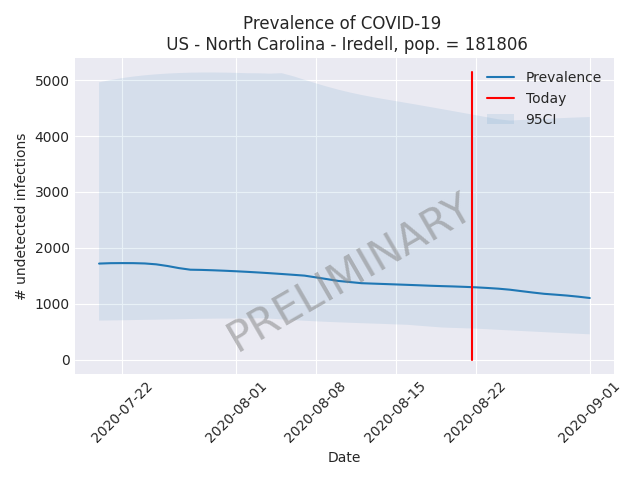 Prevalence of COVID-19
US - North Carolina - Iredell, pop. = 181806
# undetected infections
5000
4000
3000
2000
1000
0
Prevalence
Today
95CI
PRELIMINARY
2020-07-22
2020-08-01
2020-08-08
2020-08-15
2020-08-22
2020-09-01
Date